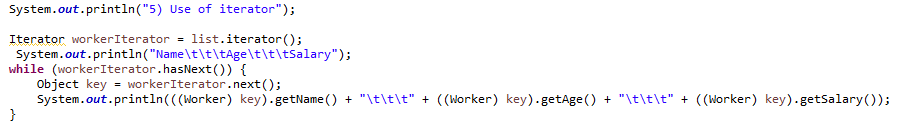 System.out.println("5) Use of iterator");
Iterator workerIterator = list.iterator();
System.out.println("Name\t\t\tAge\t\t\tSalary");
while (workerIterator.hasNext()) {
Object key = workerIterator.next();
System.out.println(((Worker) key).getName() + "\t\t\t" + ((Worker) key).getAge() + "\t\t\t" + ((Worker) key).getSalary());
}